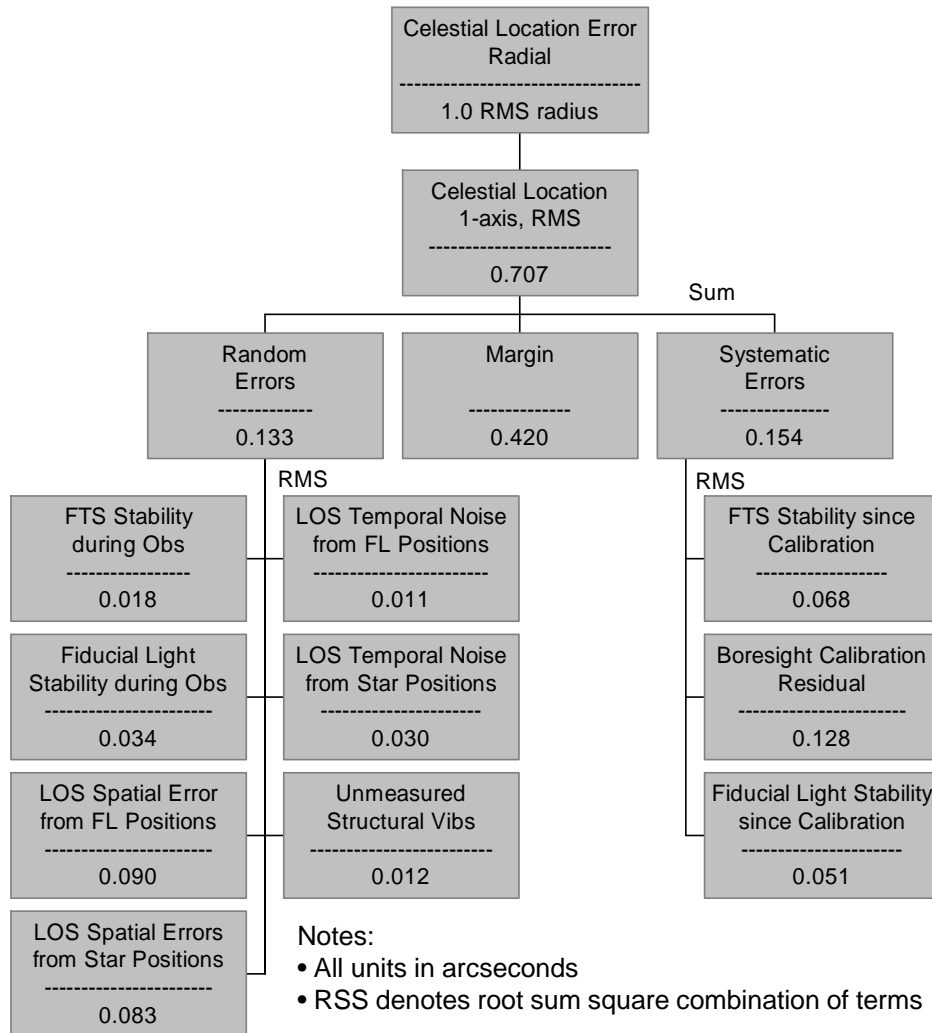 Celestial Location Error
Radial
---------------------------------
1.0 RMS radius
Celestial Location
1-axis, RMS
-------------------------
0.707
Sum
Random
Errors
-------------
0.133
Margin
--------------
0.420
Systematic
Errors
---------------
0.154
RMS
FTS Stability
during Obs
-----------------
0.018
LOS Temporal Noise
from FL Positions
------------------------
0.011
Fiducial Light
Stability during Obs
-----------------------
0.034
LOS Temporal Noise
from Star Positions
----------------------
0.030
LOS Spatial Error
from FL Positions
-----------------------
0.090
Unmeasured
Structural Vibs
-------------------------
0.012
LOS Spatial Errors
from Star Positions
----------------------
0.083
RMS
FTS Stability since
Calibration
------------------
0.068
Boresight Calibration
Residual
-----------------------
0.128
Fiducial Light Stability
since Calibration
----------------------
0.051
Notes:
• All units in arcseconds
• RSS denotes root sum square combination of terms